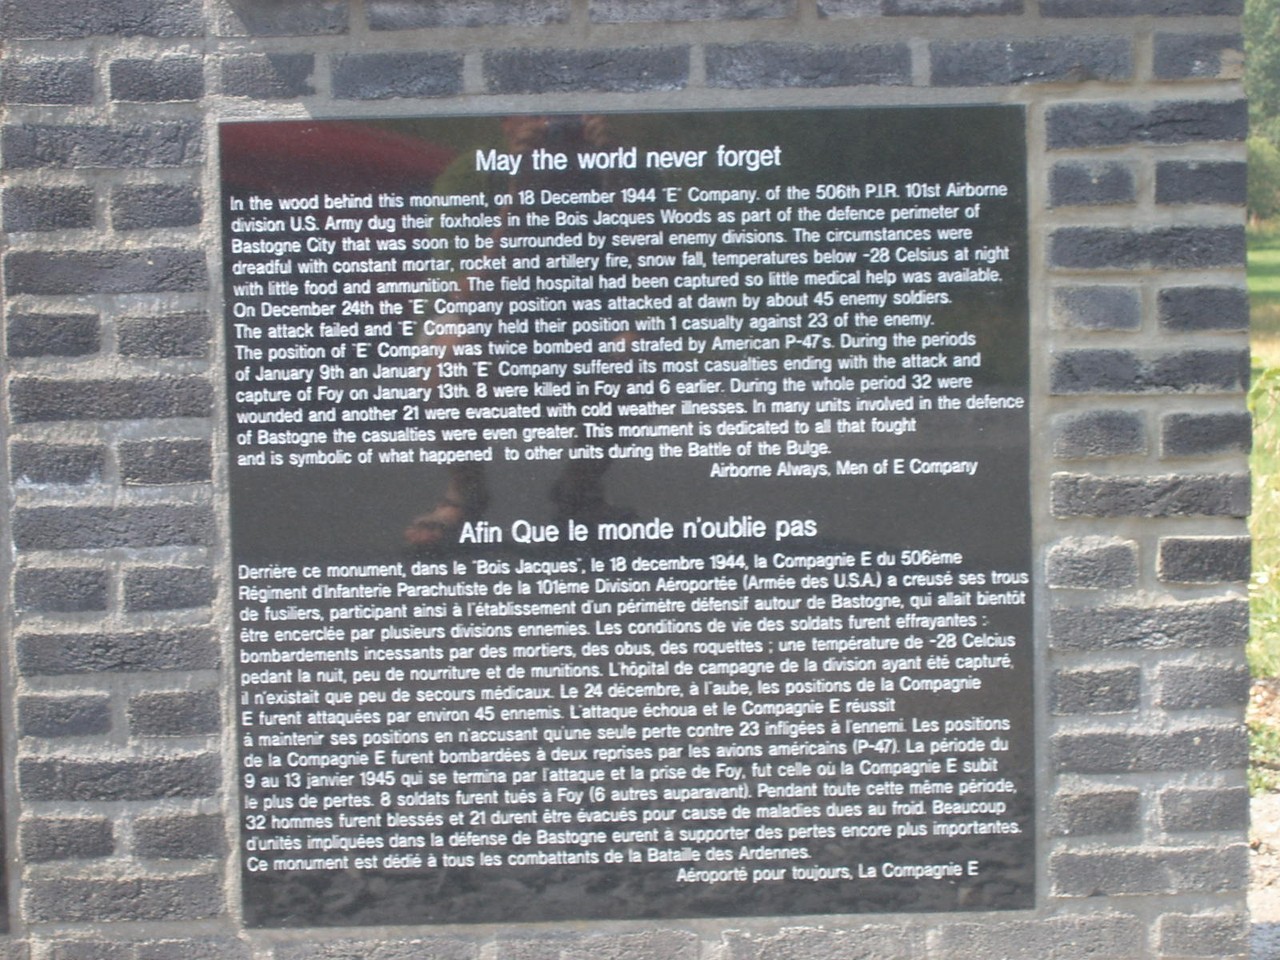 May the world never forget
In the wood behind this monument, on 18 December 1944 "E" Company. of the 506th P.I.R. 101st Airborne
division U.S. Army dug their foxholes in the Bois Jacques Woods as part of the defence perimeter of
Bastogne City that was soon to be surrounded by several enemy divisions. The circumstances were
dreadful with constant mortar, rocket and artillery fire, snow fall, temperatures below -28 Celsius at night
with little food and ammunition. The field hospital had been captured so little medical help was available.
On December 24th the "E" Company position was attacked at dawn by about 45 enemy soldiers.
The attack failed and "E" Company held their position with 1 casualty against 23 of the enemy.
The position of "E" Company was twice bombed and strafed by American P-47's. During the periods
of January 9th an January 13th "E" Company suffered its most casualties ending with the attack and
capture of Foy on January 13th. 8 were killed in Foy and 6 earlier. During the whole period 32 were
wounded and another 21 were evacuated with cold weather illnesses. In many units involved in the defence
of Bastogne the casualties were even greater. This monument is dedicated to all that fought
and is symbolic of what happened to other units during the Battle of the Bulge.
Airborne Always, Men of E Company
Afin Que le monde n'oublie pas
Derrière ce monument, dans le "Bois Jacques", le 18 decembre 1944, la Compagnie E du 506ème
Régiment d'Infanterie Parachutiste de la 101ème Division Aéroportée (Armée des U.S.A.) a creusé ses trous
de fusiliers, participant ainsi à l'établissement d'un périmètre défensif autour de Bastogne, qui allait bientôt
être encerclée par plusieurs divisions ennemies. Les conditions de vie des soldats furent effrayantes :
bombardements incessants par des mortiers, des obus, des roquettes ; une température de -28 Celcius
pedant la nuit, peu de nourriture et de munitions. L'hôpital de campagne de la division ayant été capturé,
il n'existait que peu de secours médicaux. Le 24 décembre, à l'aube, les positions de la Compagnie
E furent attaquées par environ 45 ennemis. L'attaque échoua et le Compagnie E réussit
à maintenir ses positions en n'accusant qu'une seule perte contre 23 infligées à l'ennemi. Les positions
de la Compagnie E furent bombardées à deux reprises par les avions américains (P-47). La période du
9 au 13 janvier 1945 qui se termina par l'attaque et la prise de Foy, fut celle où la Compagnie E subit
le plus de pertes. 8 soldats furent tués à Foy (6 autres auparavant). Pendant toute cette même période,
32 hommes furent blessés et 21 durent être évacués pour cause de maladies dues au froid. Beaucoup
d'unités impliquées dans la défense de Bastogne eurent à supporter des pertes encore plus importantes.
Ce monument est dédié à tous les combattants de la Bataille des Ardennes.
Aéroporté pour toujours, La Compagnie E